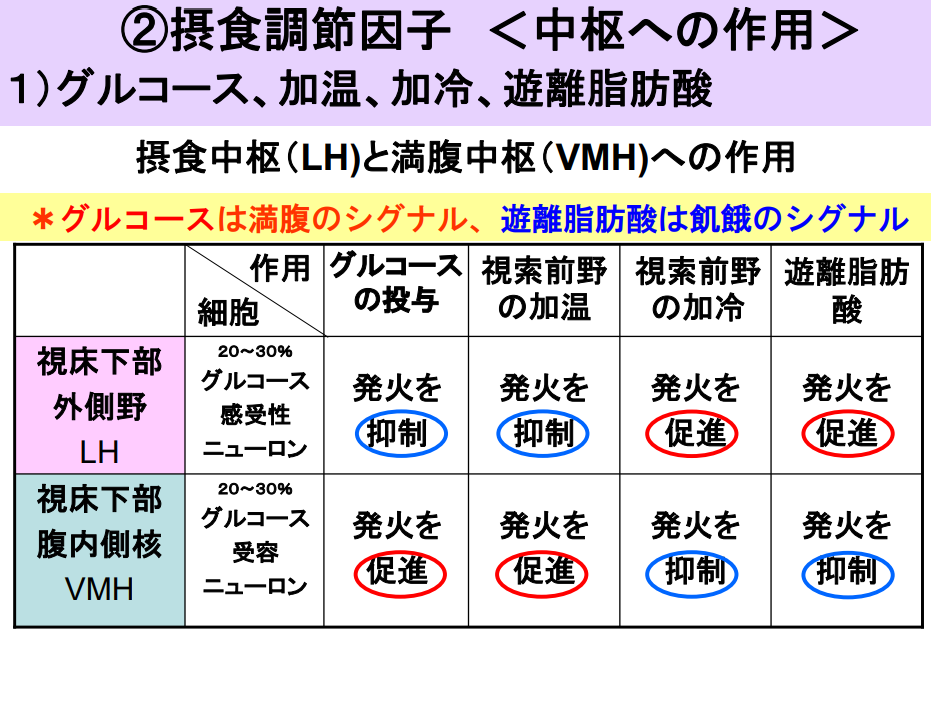 ②摂食調節因子　＜中枢への作用＞
１）グルコース、加温、加冷、遊離脂肪酸
摂食中枢（LH)と満腹中枢（VMH)への作用
＊グルコースは満腹のシグナル、遊離脂肪酸は飢餓のシグナル
作用
細胞
グルコース
の投与
視索前野
の加温
視索前野
の加冷
遊離脂肪
酸
視床下部
外側野
LH
20～30%
グルコース
感受性
ニューロン
発火を
抑制
発火を
抑制
発火を
促進
発火を
促進
視床下部
腹内側核
VMH
20～30%
グルコース
受容
ニューロン
発火を
促進
発火を
促進
発火を
抑制
発火を
抑制